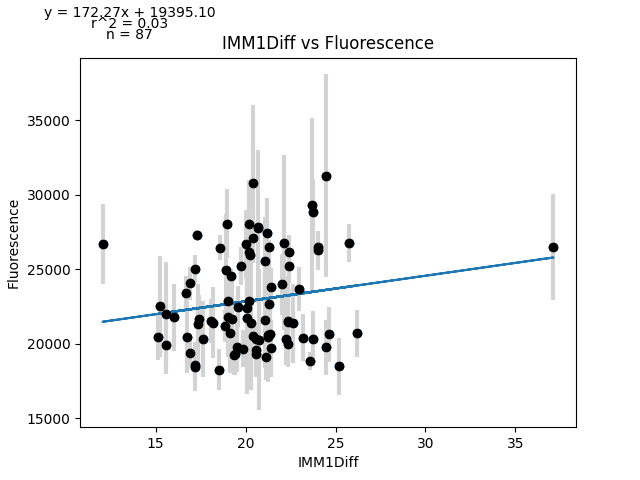 y = 172.27x + 19395.10
r^2 = 0.03
n = 87
IMM1Diff vs Fluorescence
Fluorescence
35000
30000
25000
20000
15000
15
20
25
30
35
IMM1Diff